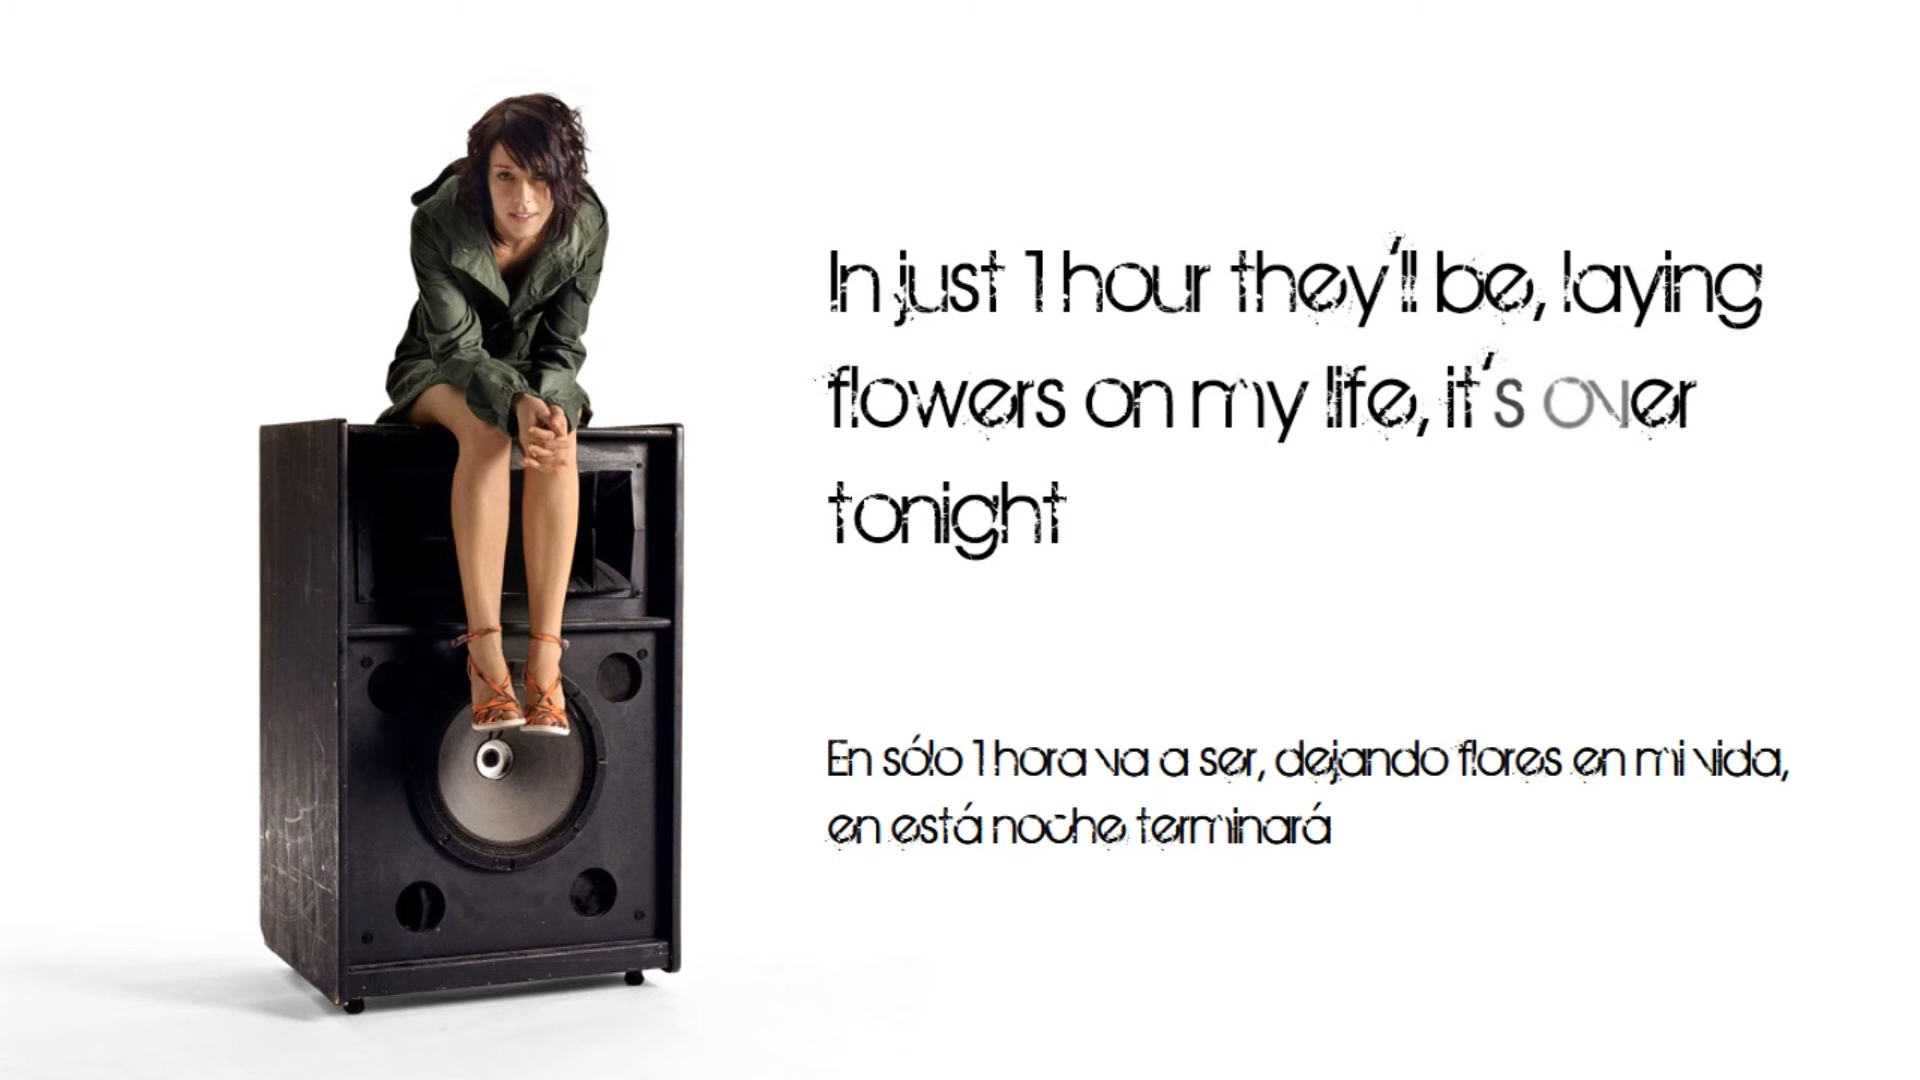 In just 1 hour they'll be, laying
flowers on my life, it's over
tonight
En sólo 1 hora va a ser, dejando flores en mi vida,
en está noche terminará